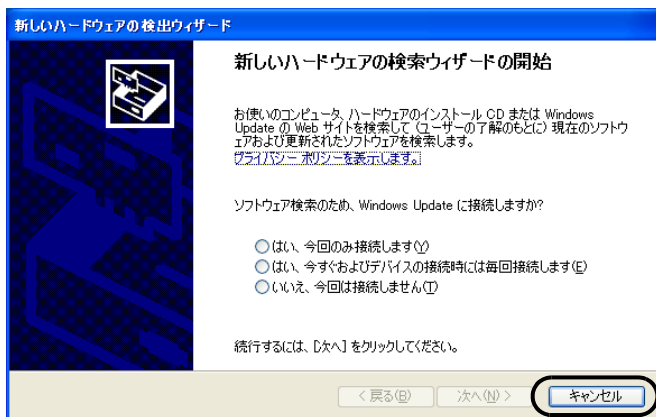 新しいハードウェアの検出ウィザード
新しいハードウェアの検索ウィザードの開始
お使いのコンピュータ、ハードウェアのインストール CD または Windows
Update の Web サイトを検索して (ユーザーの了解のもとに) 現在のソフトウ
ェアおよび更新されたソフトウェアを検索します。
プライバシー ポリシーを表示します。
ソフトウェア検索のため、Windows Update に接続しますか?
はい、今回のみ接続します(Y)
はい、今すぐおよびデバイスの接続時には毎回接続します(E)
いいえ、今回は接続しません(T)
続行するには、[次へ] をクリックしてください。
< 戻る(B) 次へ(N) > キャンセル